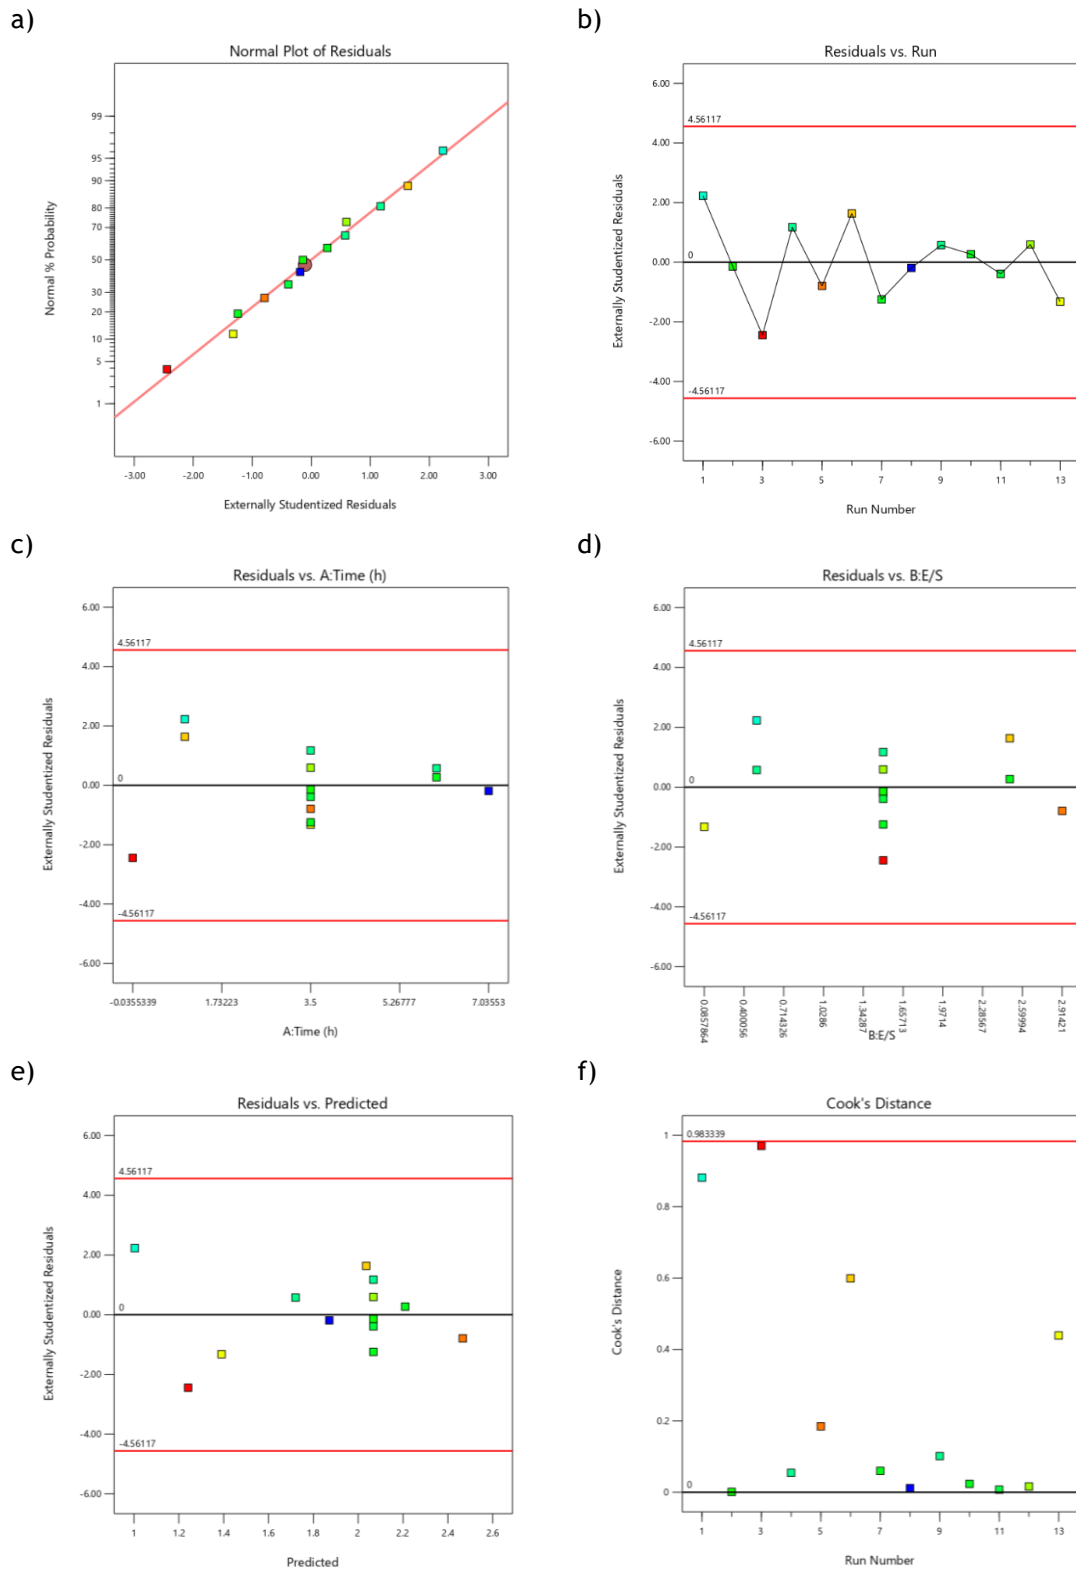 a)
Normal Plot of Residuals
Normal % Probability
99
95
90
80
70
50
30
20
10
5
1
-3.00 -2.00 -1.00 0.00 1.00 2.00 3.00
Externally Studentized Residuals
b)
Residuals vs. Run
Externally Studentized Residuals
6.00
4.56117
4.00
2.00
0
0.00
-2.00
-4.00
-4.56117
-6.00
1 3 5 7 9 11 13
Run Number
c)
Residuals vs. A:Time (h)
Externally Studentized Residuals
6.00
4.56117
4.00
2.00
0
0.00
-2.00
-4.00
-4.56117
-6.00
-0.0355339 1.73223 3.5 5.26777 7.03553
A:Time (h)
d)
Residuals vs. B:E/S
Externally Studentized Residuals
6.00
4.56117
4.00
2.00
0
0.00
-2.00
-4.00
-4.56117
-6.00
0.0857864 0.400056 0.714326 1.0286 1.34287 1.65713 1.9714 2.28567 2.59994 2.91421
B:E/S
e)
Residuals vs. Predicted
Externally Studentized Residuals
6.00
4.56117
4.00
2.00
0
0.00
-2.00
-4.00
-4.56117
-6.00
1 1.2 1.4 1.6 1.8 2 2.2 2.4 2.6
Predicted
f)
Cook's Distance
Cook's Distance
1
0.983339
0.8
0.6
0.4
0.2
0
0
1 3 5 7 9 11 13
Run Number